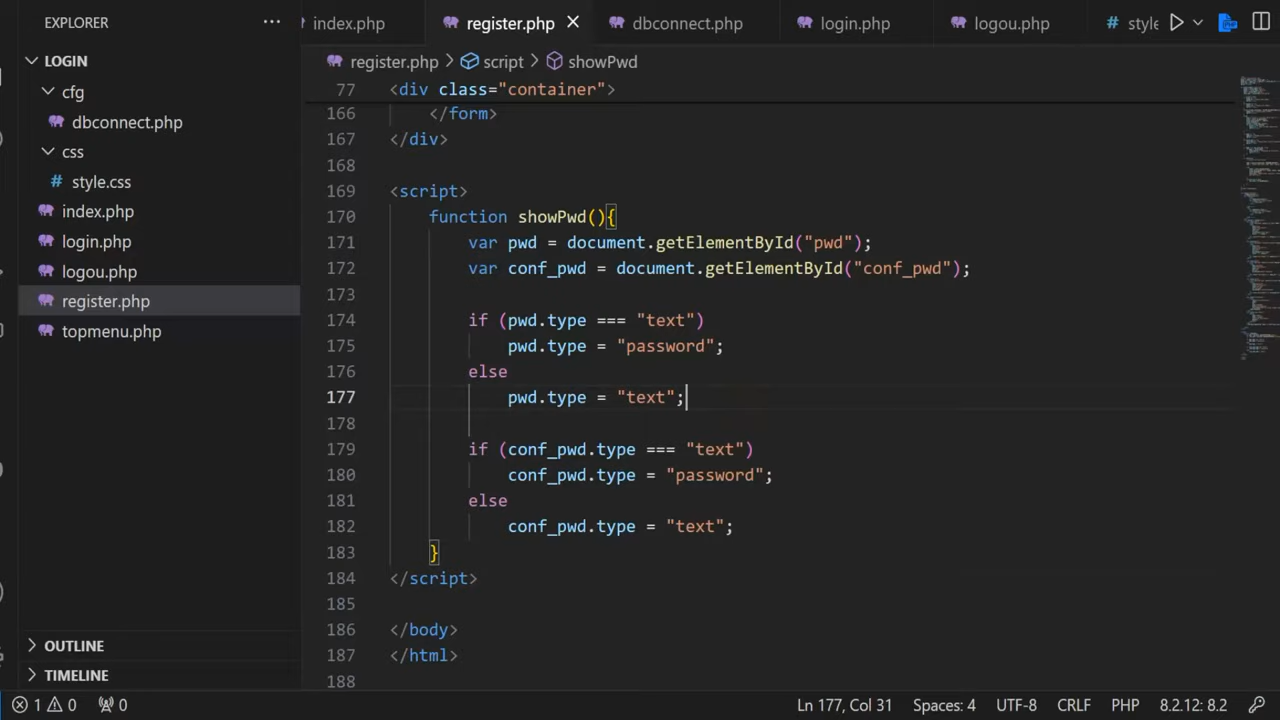 EXPLORER ···
index.php register.php × dbconnect.php login.php logou.php # style
LOGIN
cfg
dbconnect.php
css
# style.css
index.php
login.php
logou.php
register.php
topmenu.php
OUTLINE
TIMELINE
register.php > script > showPwd
77 <div class="container">
166 </form>
167 </div>
168
169 <script>
170 function showPwd(){
171 var pwd = document.getElementById("pwd");
172 var conf_pwd = document.getElementById("conf_pwd");
173
174 if (pwd.type === "text")
175 pwd.type = "password";
176 else
177 pwd.type = "text";
178
179 if (conf_pwd.type === "text")
180 conf_pwd.type = "password";
181 else
182 conf_pwd.type = "text";
183 }
184 </script>
185
186 </body>
187 </html>
188
1 0 0 Ln 177, Col 31 Spaces: 4 UTF-8 CRLF PHP 8.2.12: 8.2